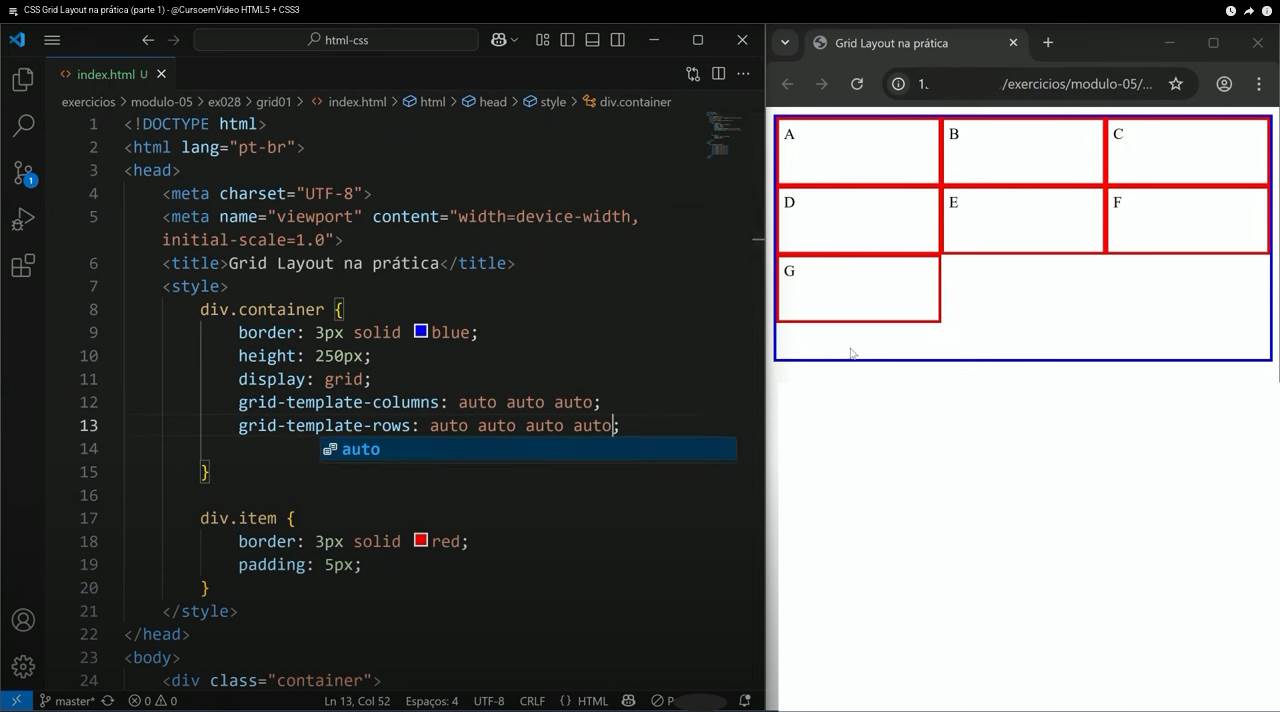 CSS Grid Layout na prática (parte 1) - @CursoemVideo HTML5 + CSS3
html-css
index.html U
exercicios > modulo-05 > ex028 > grid01 > index.html > html > head > style > div.container
1 <!DOCTYPE html>
2 <html lang="pt-br">
3 <head>
4 <meta charset="UTF-8">
5 <meta name="viewport" content="width=device-width,
initial-scale=1.0">
6 <title>Grid Layout na prática</title>
7 <style>
8 div.container {
9 border: 3px solid blue;
10 height: 250px;
11 display: grid;
12 grid-template-columns: auto auto auto;
13 grid-template-rows: auto auto auto auto;
14 auto
15 }
16
17 div.item {
18 border: 3px solid red;
19 padding: 5px;
20 }
21 </style>
22 </head>
23 <body>
24 <div class="container">
1
master* 0 0 Ln 13, Col 52 Espaços: 4 UTF-8 CRLF {} HTML P
Grid Layout na prática
1. /exercicios/modulo-05/...
A B C
D E F
G